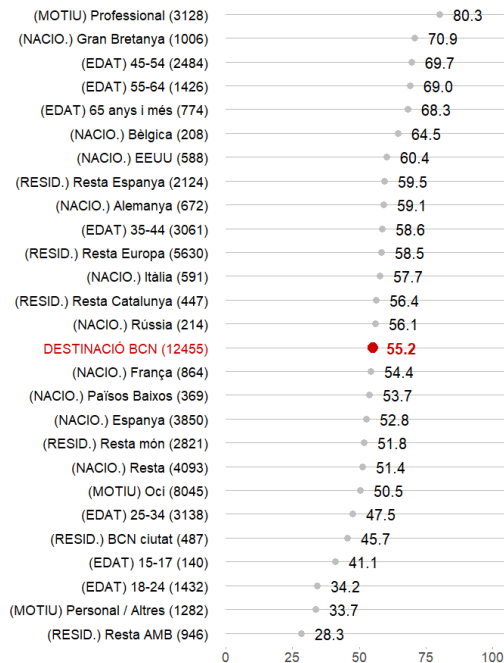 (MOTIU) Professional (3128) 80.3
(NACIO.) Gran Bretanya (1006) 70.9
(EDAT) 45-54 (2484) 69.7
(EDAT) 55-64 (1426) 69.0
(EDAT) 65 anys i més (774) 68.3
(NACIO.) Bèlgica (208) 64.5
(NACIO.) EEUU (588) 60.4
(RESID.) Resta Espanya (2124) 59.5
(NACIO.) Alemanya (672) 59.1
(EDAT) 35-44 (3061) 58.6
(RESID.) Resta Europa (5630) 58.5
(NACIO.) Itàlia (591) 57.7
(RESID.) Resta Catalunya (447) 56.4
(NACIO.) Rússia (214) 56.1
DESTINACIÓ BCN (12455) 55.2
(NACIO.) França (864) 54.4
(NACIO.) Països Baixos (369) 53.7
(NACIO.) Espanya (3850) 52.8
(RESID.) Resta món (2821) 51.8
(NACIO.) Resta (4093) 51.4
(MOTIU) Oci (8045) 50.5
(EDAT) 25-34 (3138) 47.5
(RESID.) BCN ciutat (487) 45.7
(EDAT) 15-17 (140) 41.1
(EDAT) 18-24 (1432) 34.2
(MOTIU) Personal / Altres (1282) 33.7
(RESID.) Resta AMB (946) 28.3
0 25 50 75 100